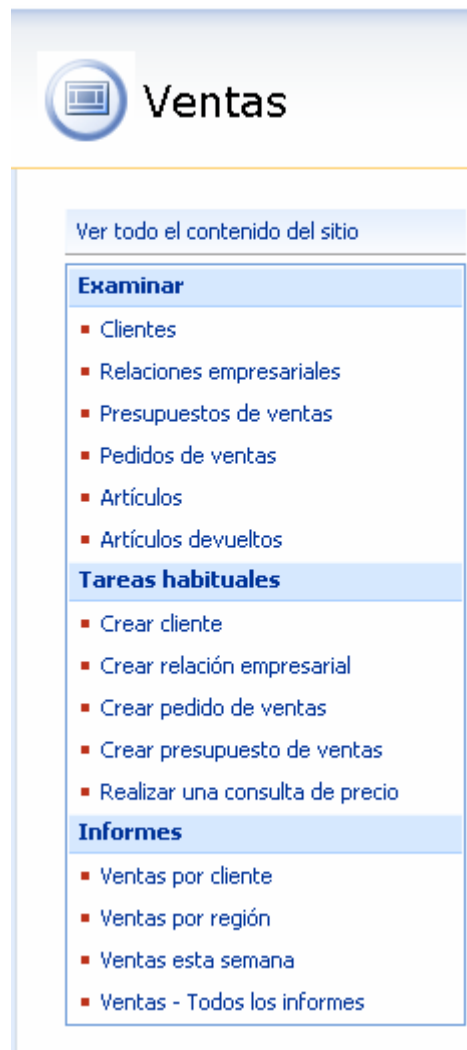 Ventas
Ver todo el contenido del sitio
Examinar
Clientes
Relaciones empresariales
Presupuestos de ventas
Pedidos de ventas
Artículos
Artículos devueltos
Tareas habituales
Crear cliente
Crear relación empresarial
Crear pedido de ventas
Crear presupuesto de ventas
Realizar una consulta de precio
Informes
Ventas por cliente
Ventas por región
Ventas esta semana
Ventas - Todos los informes